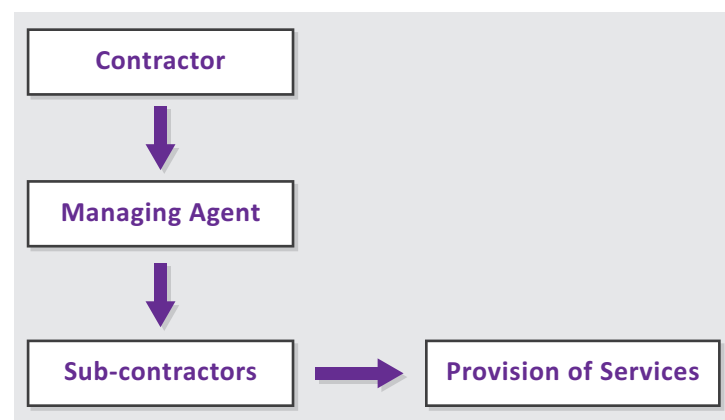 Contractor
Managing Agent
Sub-contractors
Provision of Services